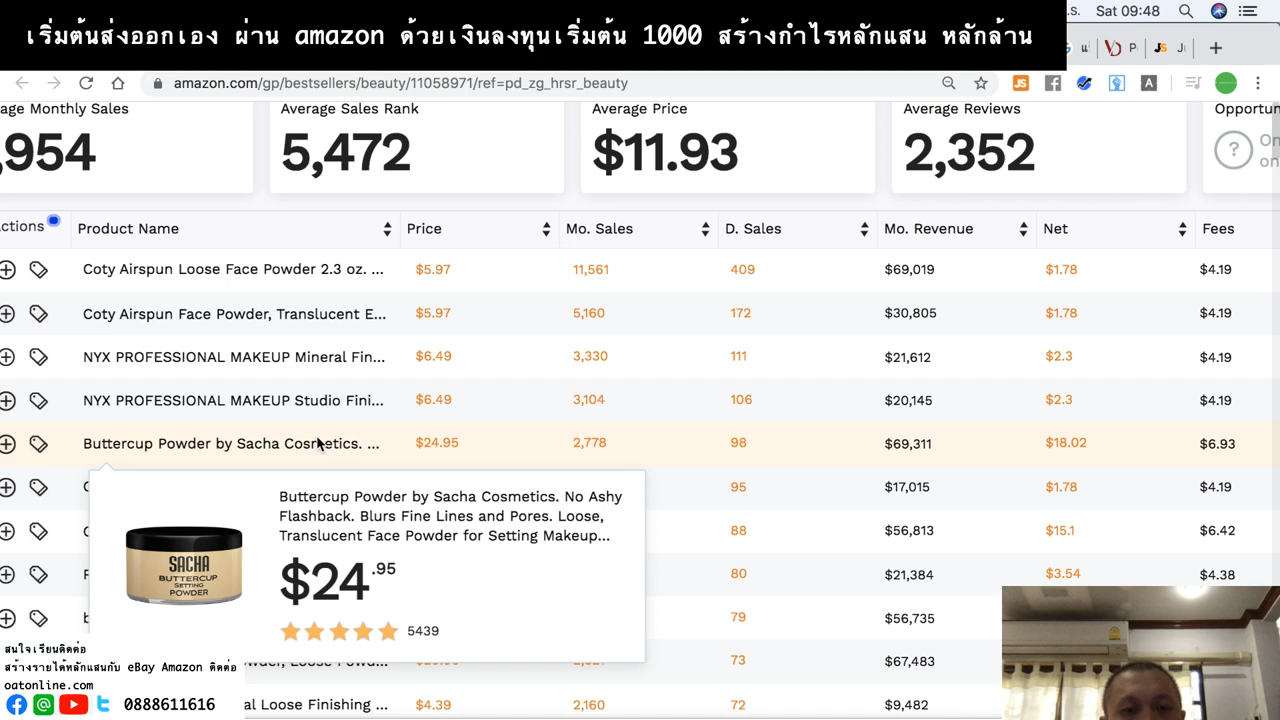 เริ่มต้นส่งออกเอง ผ่าน amazon ด้วยเงินลงทุนเริ่มต้น 1000 สร้างกำไรหลักแสน หลักล้าน
Sat 09:48
amazon.com/gp/bestsellers/beauty/11058971/ref=pd_zg_hrsr_beauty
Average Sales Rank
Average Price
Average Reviews
,954
5,472
$11.93
2,352
Product Name
Price
Mo. Sales
D. Sales
Mo. Revenue
Net
Fees
Coty Airspun Loose Face Powder 2.3 oz. ... $5.97 11,561 409 $69,019 $1.78 $4.19
Coty Airspun Face Powder, Translucent E... $5.97 5,160 172 $30,805 $1.78 $4.19
NYX PROFESSIONAL MAKEUP Mineral Fin... $6.49 3,330 111 $21,612 $2.3 $4.19
NYX PROFESSIONAL MAKEUP Studio Fini... $6.49 3,104 106 $20,145 $2.3 $4.19
Buttercup Powder by Sacha Cosmetics. ... $24.95 2,778 98 $69,311 $18.02 $6.93
95 $17,015 $1.78 $4.19
88 $56,813 $15.1 $6.42
80 $21,384 $3.54 $4.38
79 $56,735
73 $67,483
al Loose Finishing ... $4.39 2,160 72 $9,482
Buttercup Powder by Sacha Cosmetics. No Ashy
Flashback. Blurs Fine Lines and Pores. Loose,
Translucent Face Powder for Setting Makeup...
$24.95
5439
SACHA
BUTTERCUP
SETTING
POWDER
สนใจเรียนติดต่อ
สร้างรายได้หลักแสนกับ eBay Amazon ติดต่อ
oatonline.com
0888611616